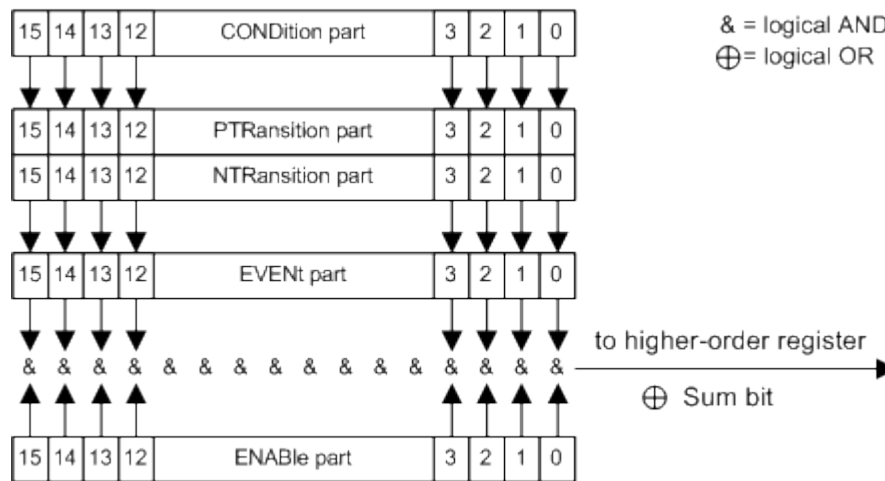 15 14 13 12 CONDition part 3 2 1 0
& = logical AND
⊕= logical OR
15 14 13 12 PTRansition part 3 2 1 0
15 14 13 12 NTRansition part 3 2 1 0
15 14 13 12 EVENt part 3 2 1 0
to higher-order register
& & & & & & & & & & & & & & & &
⊕ Sum bit
15 14 13 12 ENABle part 3 2 1 0